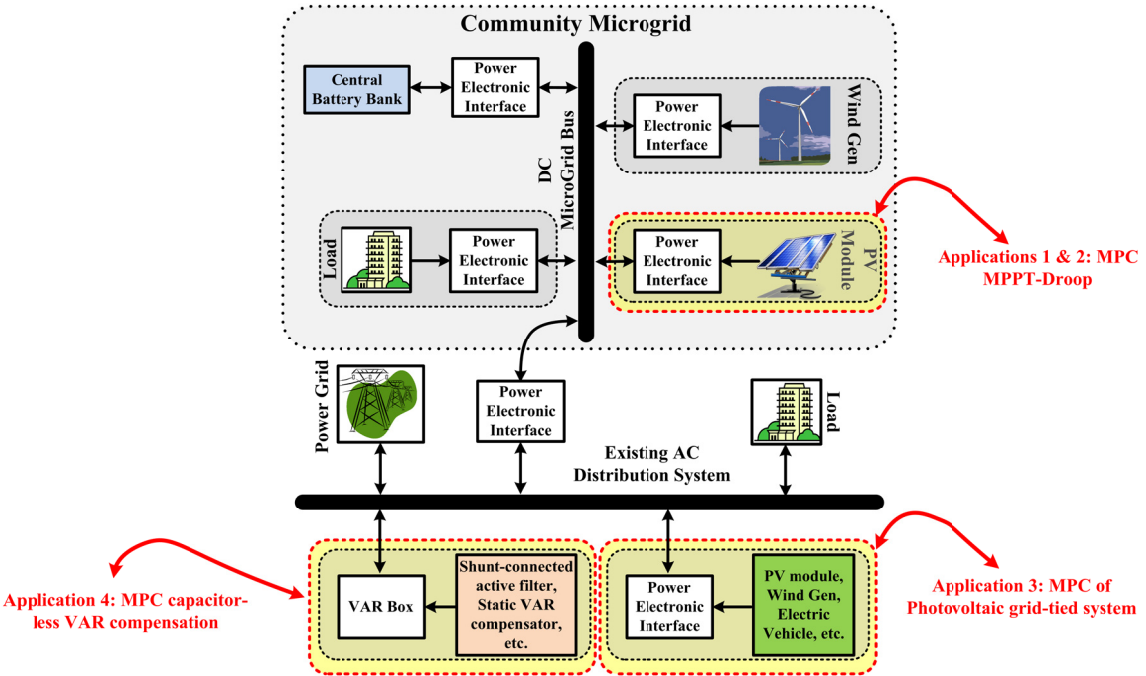 Community Microgrid
Central
Battery Bank
Power
Electronic
Interface
DC
MicroGrid Bus
Power
Electronic
Interface
Wind Gen
Load
Power
Electronic
Interface
Power
Electronic
Interface
PV
Module
Applications 1 & 2: MPC
MPPT-Droop
Power Grid
Power
Electronic
Interface
Load
Existing AC
Distribution System
Application 4: MPC capacitor-
less VAR compensation
VAR Box
Shunt-connected
active filter,
Static VAR
compensator,
etc.
Power
Electronic
Interface
PV module,
Wind Gen,
Electric
Vehicle, etc.
Application 3: MPC of
Photovoltaic grid-tied system